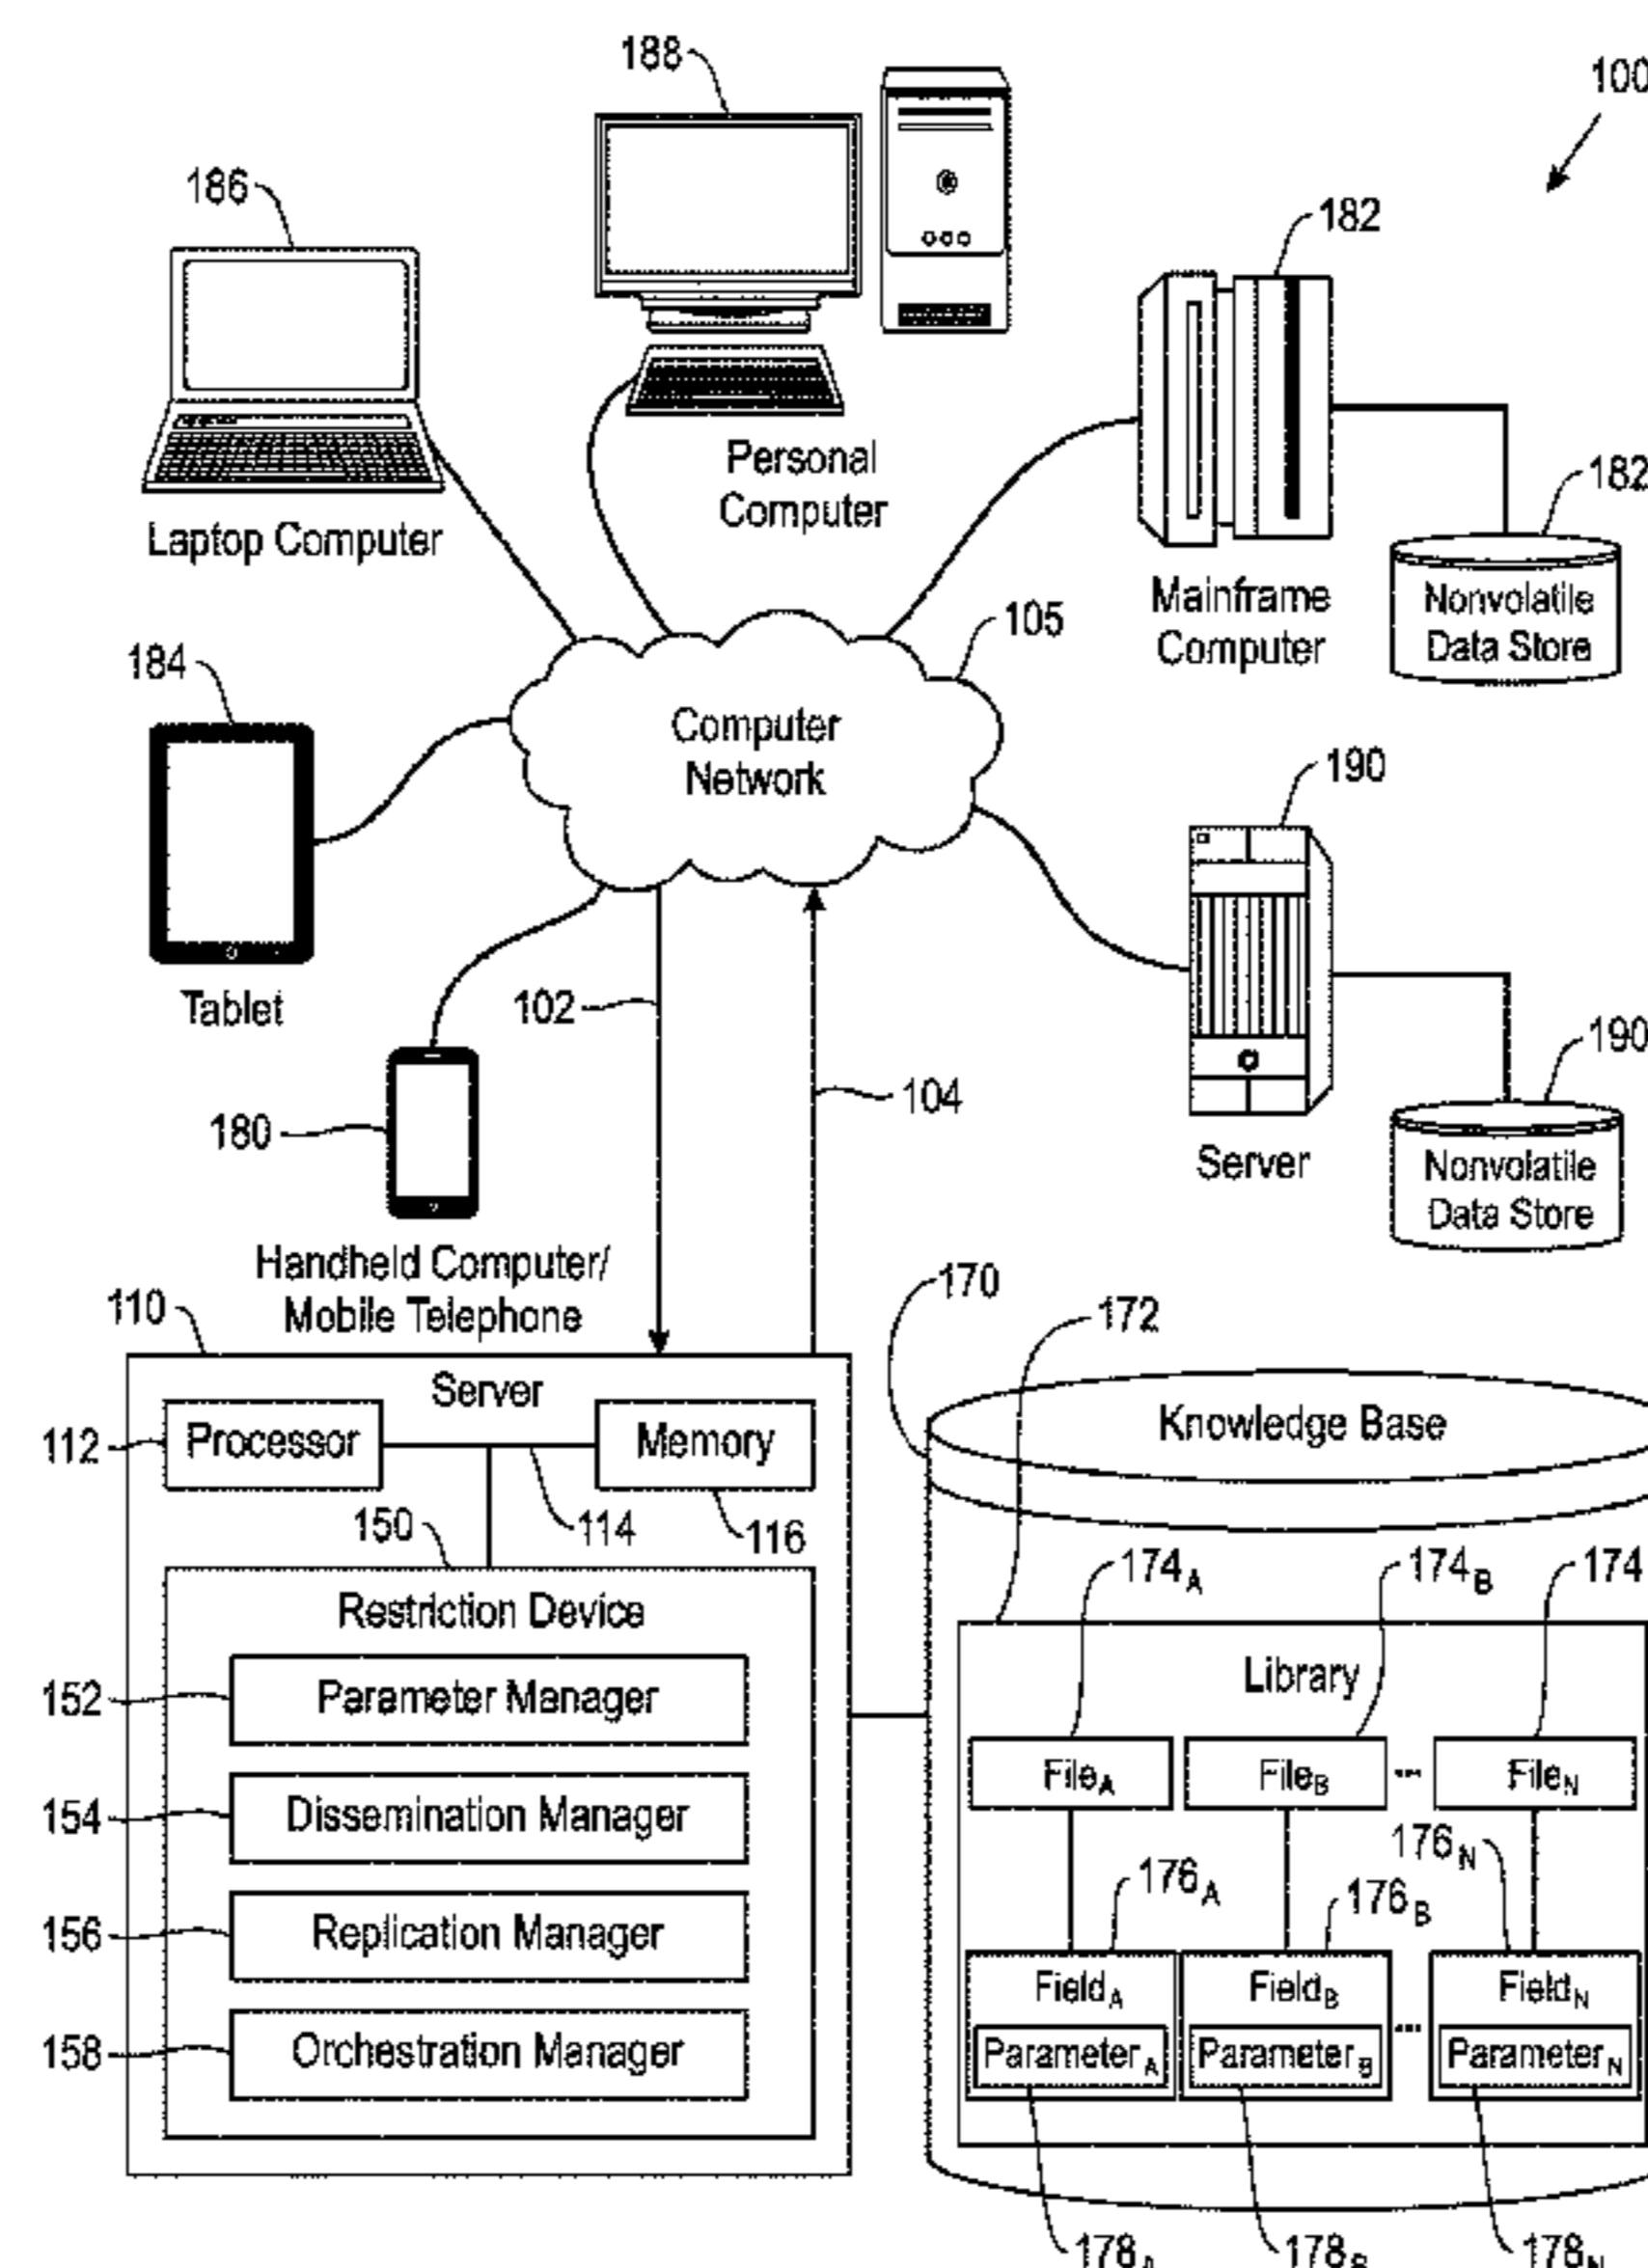 188
100
186
182
Personal
Computer
182
Laptop Computer
Mainframe
Computer
Nonvolatile
Data Store
105
184
Computer
Network
190
Tablet
102
190
104
180
Server
Nonvolatile
Data Store
Handheld Computer/
Mobile Telephone
110
170
172
Server
Processor
Memory
112
114
116
Knowledge Base
150
174A
174B
174
Restriction Device
Library
152
Parameter Manager
FileA
FileB
...
FileN
154
Dissemination Manager
176N
176A
176B
156
Replication Manager
FieldA
FieldB
...
FieldN
158
Orchestration Manager
ParameterA
ParameterB
ParameterN
178A
178B
178N